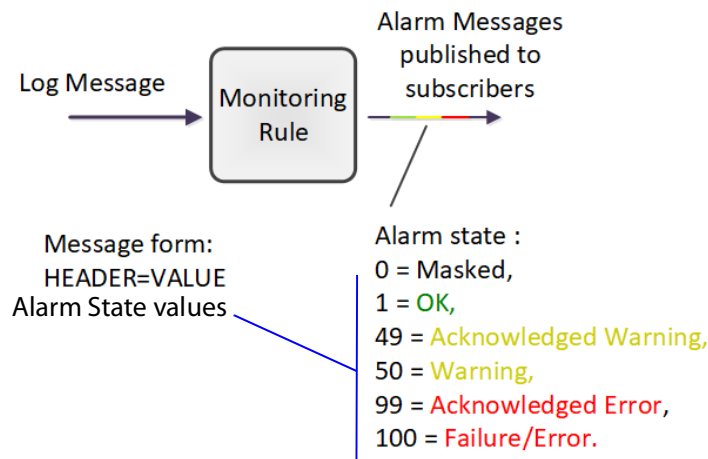 Log Message
Monitoring
Rule
Alarm Messages
published to
subscribers
Message form:
HEADER=VALUE
Alarm State values
Alarm state :
0 = Masked,
1 = OK,
49 = Acknowledged Warning,
50 = Warning,
99 = Acknowledged Error,
100 = Failure/Error.